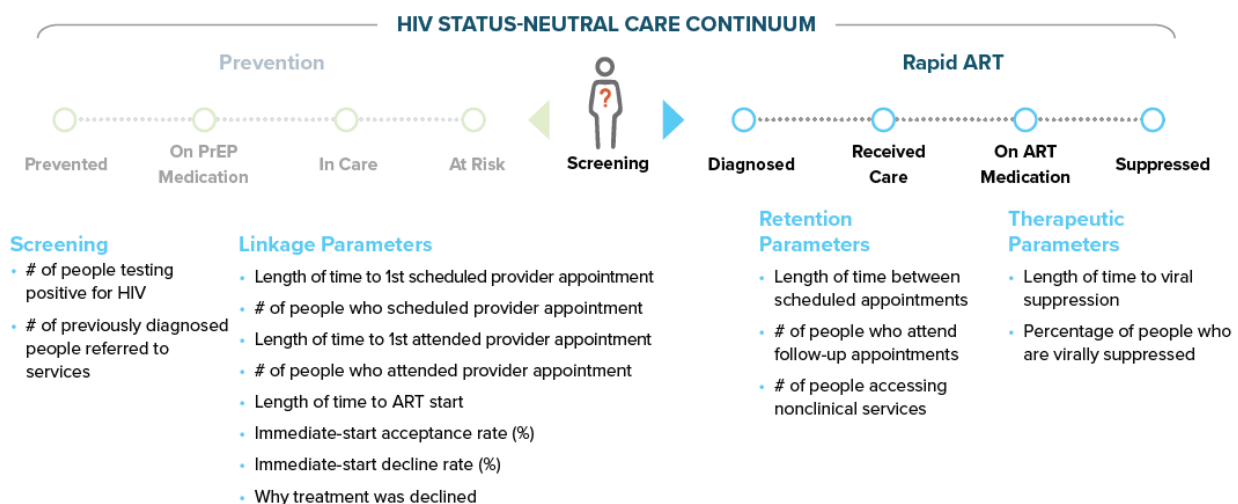 HIV STATUS-NEUTRAL CARE CONTINUUM
Prevention
Rapid ART
?
Prevented
On PrEP
Medication
In Care
At Risk
Screening
Diagnosed
Received
Care
On ART
Medication
Suppressed
Screening
• # of people testing
positive for HIV
• # of previously diagnosed
people referred to
services
Linkage Parameters
• Length of time to 1st scheduled provider appointment
• # of people who scheduled provider appointment
• Length of time to 1st attended provider appointment
• # of people who attended provider appointment
• Length of time to ART start
• Immediate-start acceptance rate (%)
• Immediate-start decline rate (%)
• Why treatment was declined
Retention
Parameters
• Length of time between
scheduled appointments
• # of people who attend
follow-up appointments
• # of people accessing
nonclinical services
Therapeutic
Parameters
• Length of time to viral
suppression
• Percentage of people who
are virally suppressed